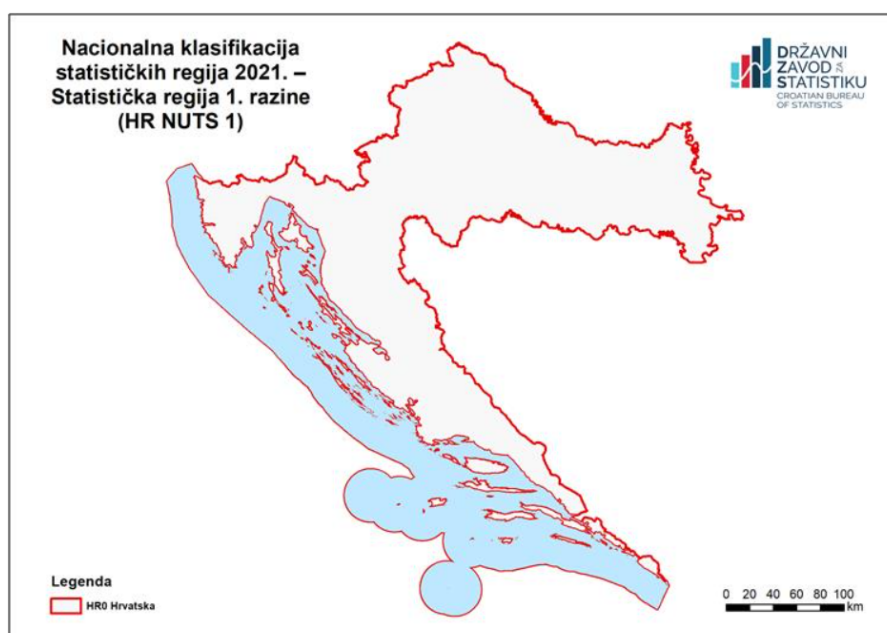 Nacionalna klasifikacija
statističkih regija 2021. –
Statistička regija 1. razine
(HR NUTS 1)
DRŽAVNI
ZAVOD ZA
STATISTIKU
CROATIAN BUREAU
OF STATISTICS
Legenda
HR0 Hrvatska
0 20 40 60 80 100
km